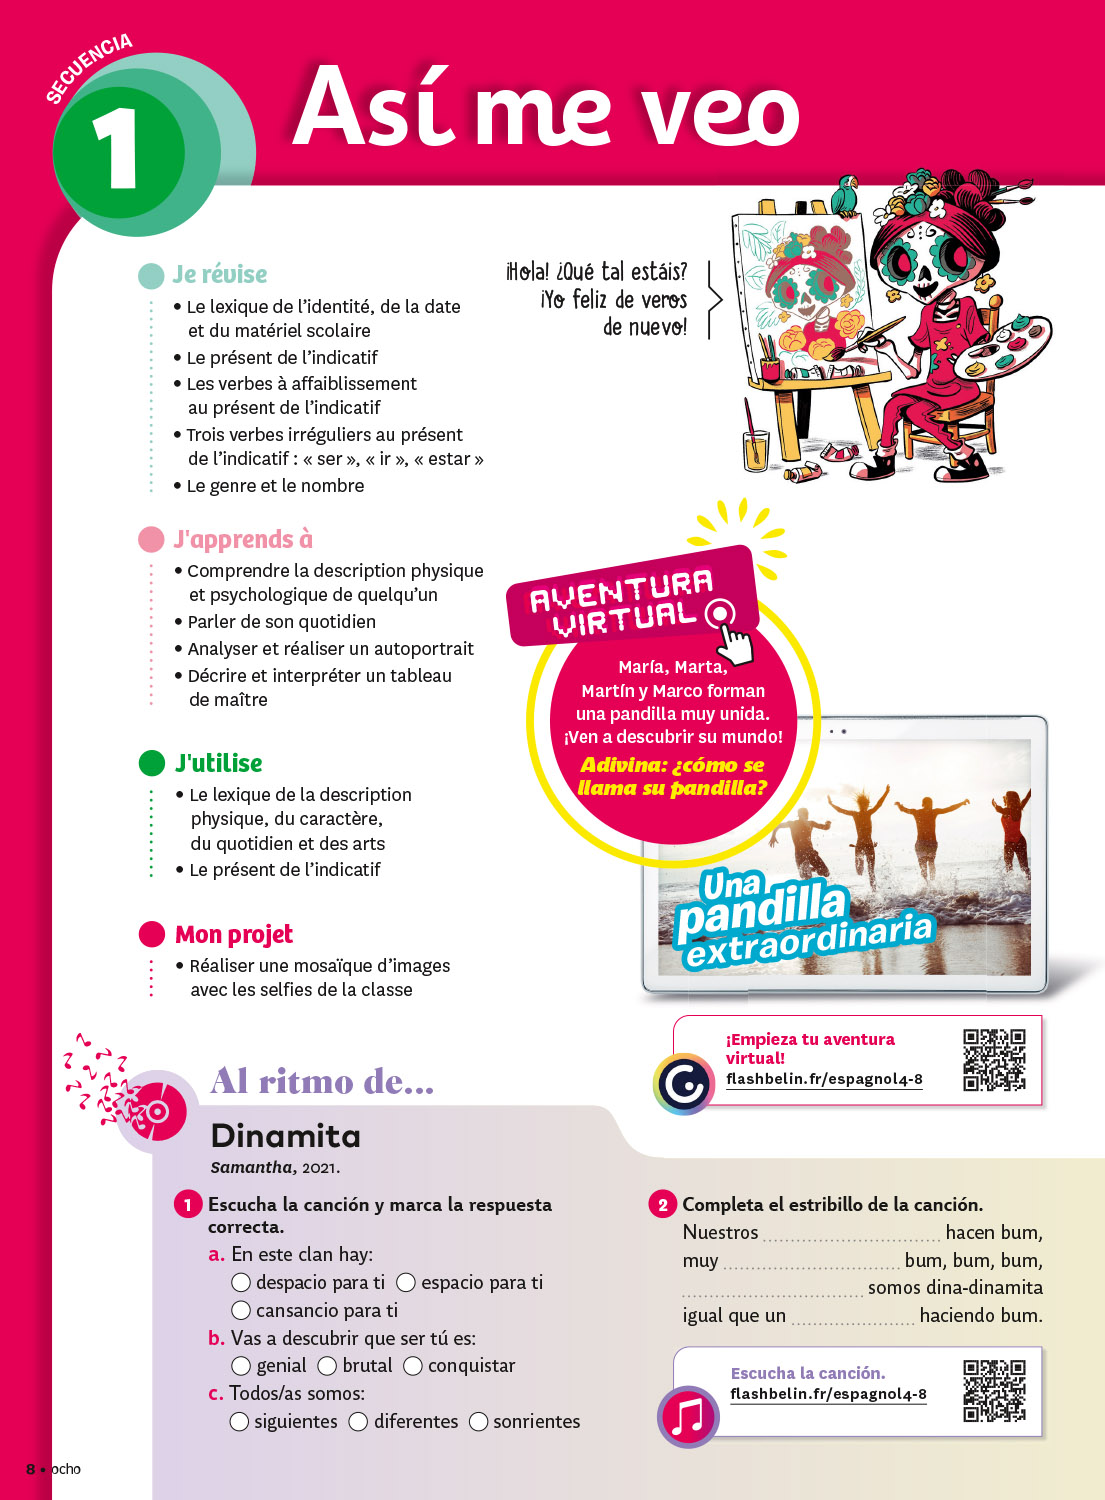 SECUENCIA
1
Así me veo
Je révise
• Le lexique de l’identité, de la date
et du matériel scolaire
• Le présent de l’indicatif
• Les verbes à affaiblissement
au présent de l’indicatif
• Trois verbes irréguliers au présent
de l’indicatif : « ser », « ir », « estar »
• Le genre et le nombre
¡Hola! ¿Qué tal estáis?
¡Yo feliz de veros
de nuevo!
J'apprends à
• Comprendre la description physique
et psychologique de quelqu’un
• Parler de son quotidien
• Analyser et réaliser un autoportrait
• Décrire et interpréter un tableau
de maître
J'utilise
• Le lexique de la description
physique, du caractère,
du quotidien et des arts
• Le présent de l’indicatif
Mon projet
• Réaliser une mosaïque d’images
avec les selfies de la classe
AVENTURA
VIRTUAL
María, Marta,
Martín y Marco forman
una pandilla muy unida.
¡Ven a descubrir su mundo!
Adivina: ¿cómo se
llama su pandilla?
Una
pandilla
extraordinaria
¡Empieza tu aventura
virtual!
flashbelin.fr/espagnol4-8
Al ritmo de...
Dinamita
Samantha, 2021.
1 Escucha la canción y marca la respuesta
correcta.
a. En este clan hay:
despacio para ti espacio para ti
cansancio para ti
b. Vas a descubrir que ser tú es:
genial brutal conquistar
c. Todos/as somos:
siguientes diferentes sonrientes
2 Completa el estribillo de la canción.
Nuestros .............................. hacen bum,
muy .............................. bum, bum, bum,
.............................. somos dina-dinamita
igual que un ..................... haciendo bum.
Escucha la canción.
flashbelin.fr/espagnol4-8
8 • ocho